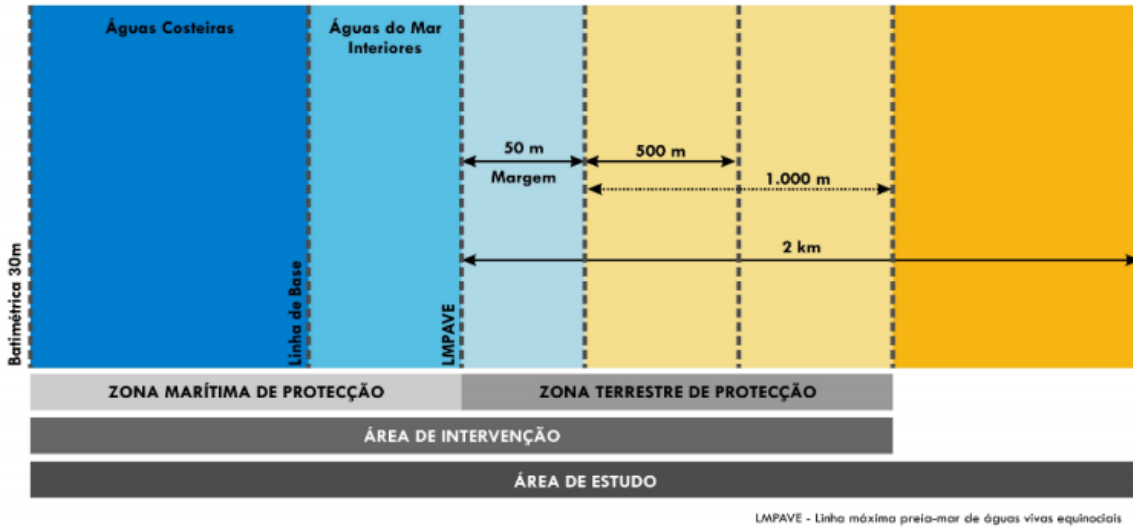 Águas Costeiras
Águas do Mar
Interiores
50 m
Margem
500 m
1.000 m
2 km
Batimétrica 30m
Linha de Base
LMPAVE
ZONA MARÍTIMA DE PROTECÇÃO
ZONA TERRESTRE DE PROTECÇÃO
ÁREA DE INTERVENÇÃO
ÁREA DE ESTUDO
LMPAVE - Linha máxima preia-mar de águas vivas equinociais